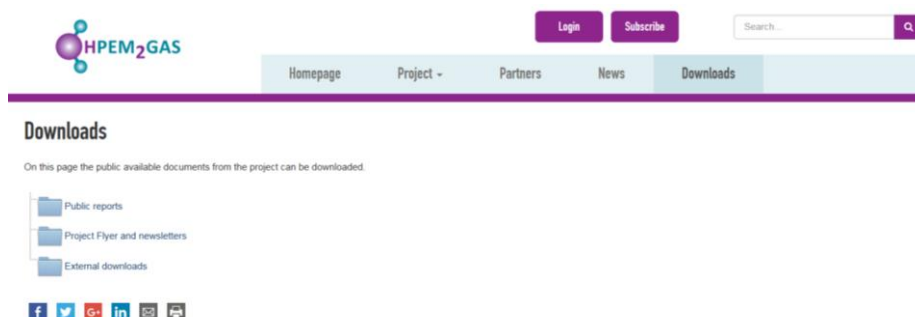 Login Subscribe Search...
HPEM2GAS
Homepage Project Partners News Downloads
Downloads
On this page the public available documents from the project can be downloaded.
Public reports
Project Flyer and newsletters
External downloads
f G+ in